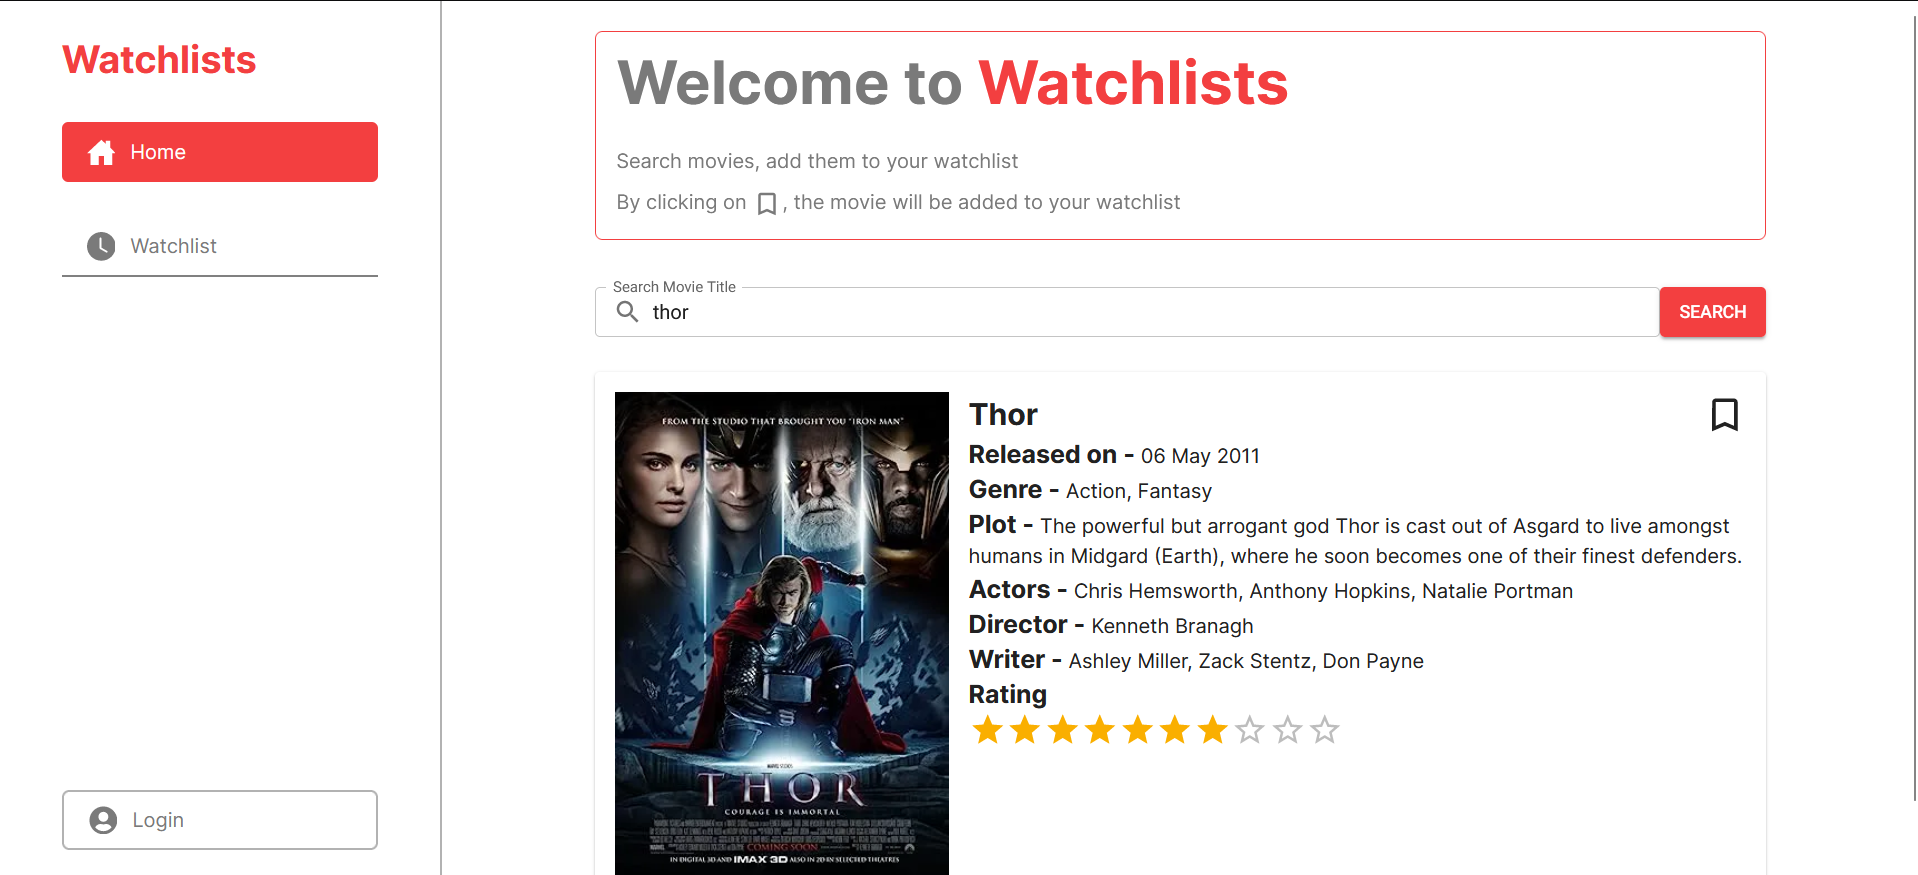 Watchlists
Home
Watchlist
Login
Welcome to Watchlists
Search movies, add them to your watchlist
By clicking on , the movie will be added to your watchlist
Search Movie Title
thor
SEARCH
FROM THE STUDIO THAT BROUGHT YOU "IRON MAN"
MARVEL STUDIOS
THOR
COURAGE IS IMMORTAL
COMING SOON
IN DIGITAL 3D AND IMAX 3D ALSO IN 2D IN SELECTED THEATRES
Thor
Released on - 06 May 2011
Genre - Action, Fantasy
Plot - The powerful but arrogant god Thor is cast out of Asgard to live amongst
humans in Midgard (Earth), where he soon becomes one of their finest defenders.
Actors - Chris Hemsworth, Anthony Hopkins, Natalie Portman
Director - Kenneth Branagh
Writer - Ashley Miller, Zack Stentz, Don Payne
Rating